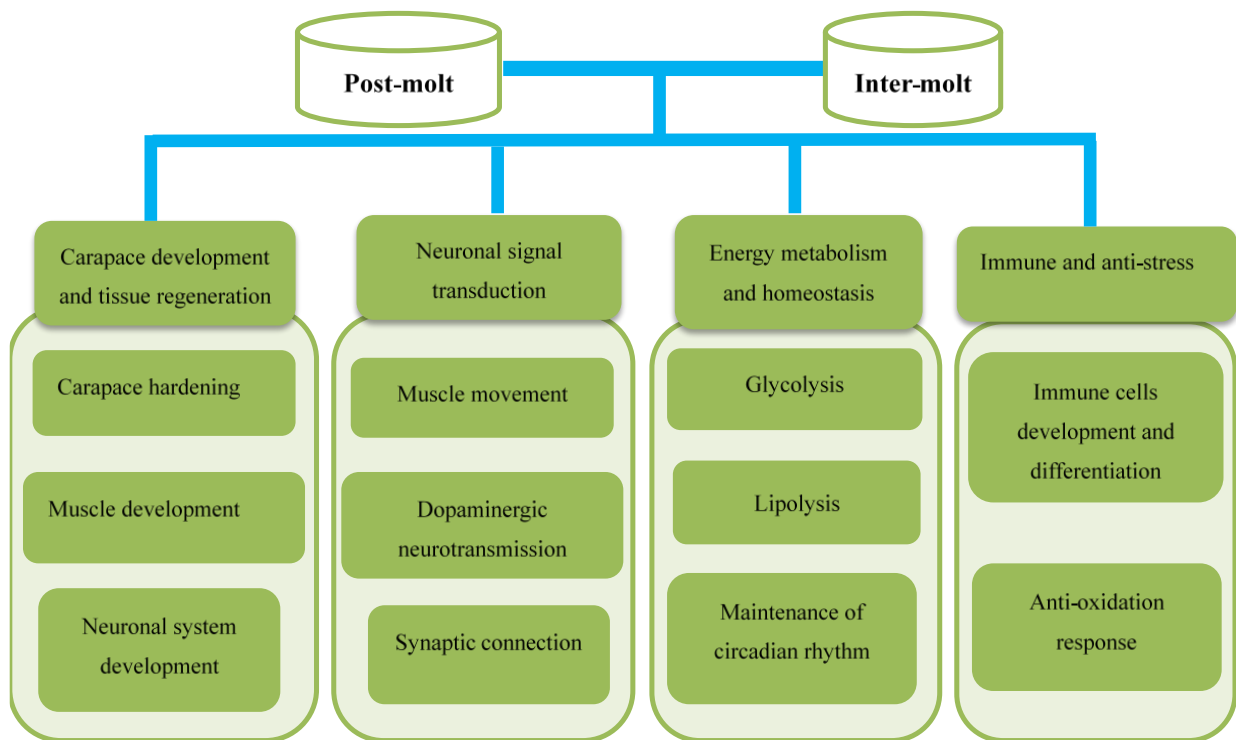 Post-molt
Inter-molt
Carapace development
and tissue regeneration
Carapace hardening
Muscle development
Neuronal system
development
Neuronal signal
transduction
Muscle movement
Dopaminergic
neurotransmission
Synaptic connection
Energy metabolism
and homeostasis
Glycolysis
Lipolysis
Maintenance of
circadian rhythm
Immune and anti-stress
Immune cells
development and
differentiation
Anti-oxidation
response